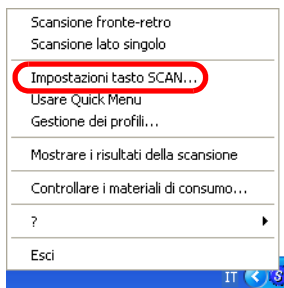 Scansione fronte-retro
Scansione lato singolo
Impostazioni tasto SCAN...
Usare Quick Menu
Gestione dei profili...
Mostrare i risultati della scansione
Controllare i materiali di consumo...
?
Esci
IT
S